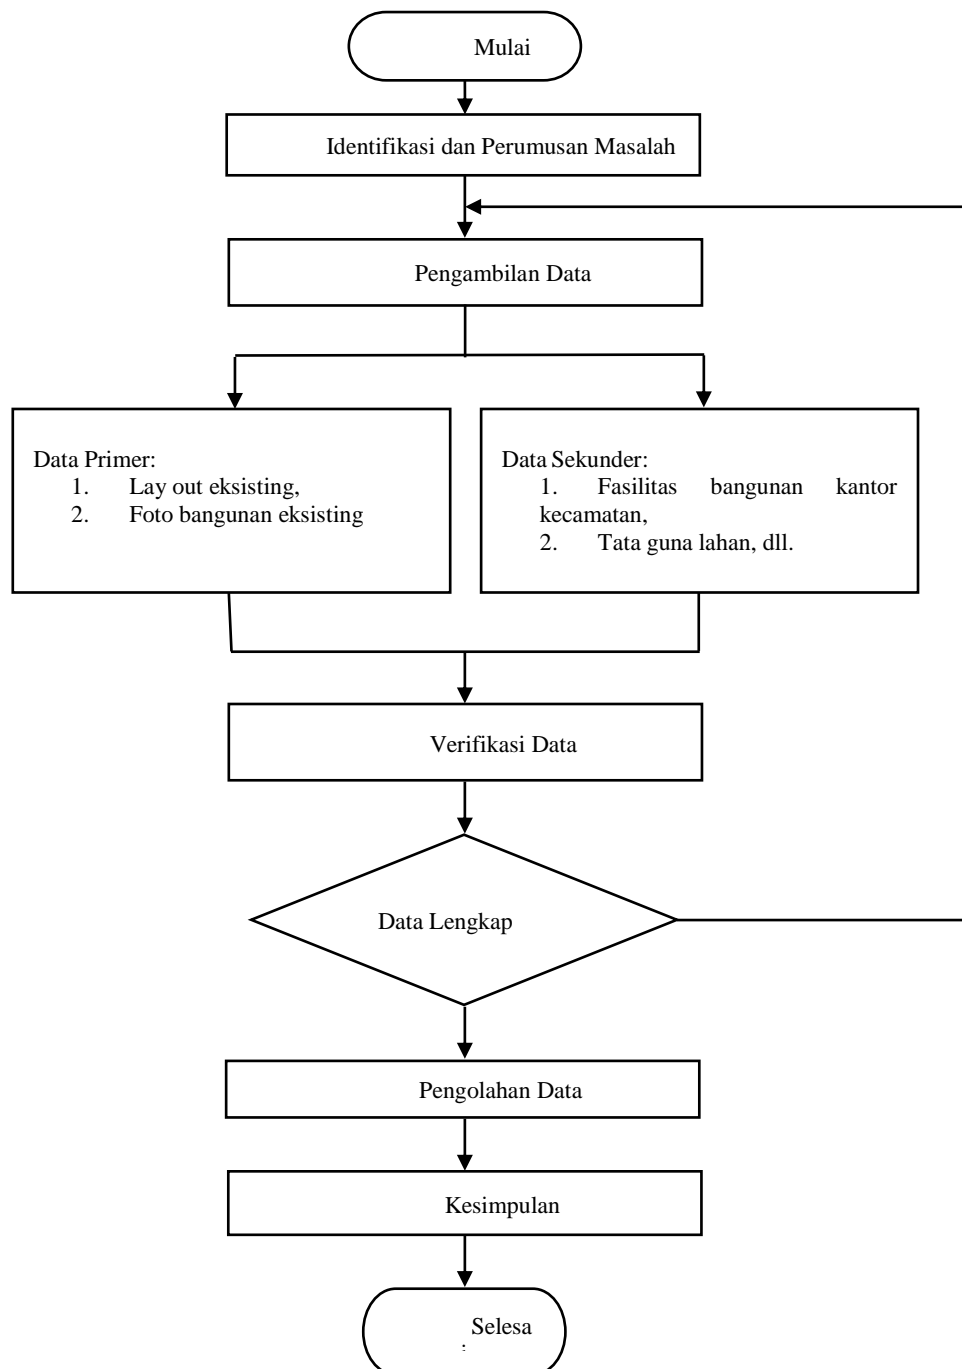 Mulai
Identifikasi dan Perumusan Masalah
Pengambilan Data
Data Primer:
1. Lay out eksisting,
2. Foto bangunan eksisting
Data Sekunder:
1. Fasilitas bangunan kantor
kecamatan,
2. Tata guna lahan, dll.
Verifikasi Data
Data Lengkap
Pengolahan Data
Kesimpulan
Selesa
i